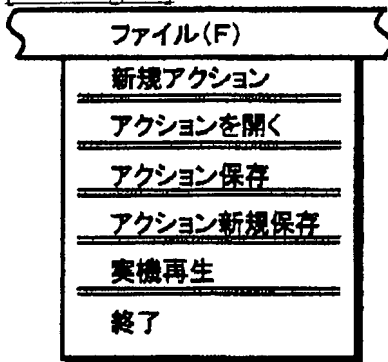 ファイル(F)
新規アクション
アクションを開く
アクション保存
アクション新規保存
実機再生
終了